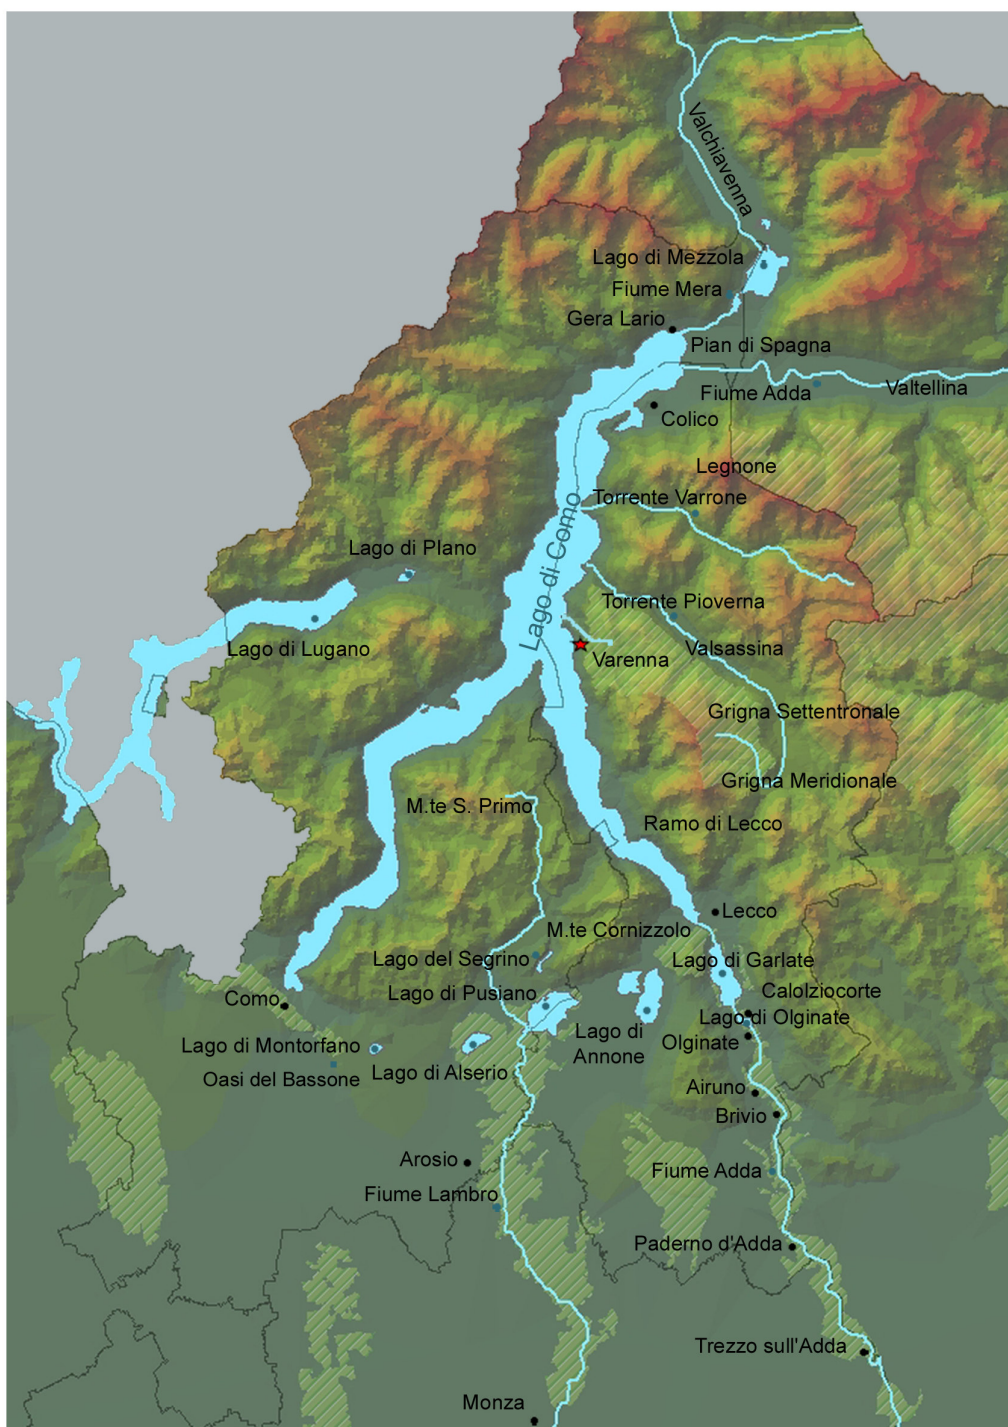 Valchiavenna
Lago di Mezzola
Fiume Mera
Gera Lario
Pian di Spagna
Fiume Adda
Valtellina
Colico
Legnone
Torrente Varrone
Lago di Como
Lago di Plano
Torrente Pioverna
Lago di Lugano
Valsassina
Varenna
Grigna Settentronale
Grigna Meridionale
M.te S. Primo
Ramo di Lecco
Lecco
M.te Cornizzolo
Lago del Segrino
Lago di Garlate
Lago di Pusiano
Calolziocorte
Como
Lago di Olginate
Lago di
Annone
Olginate
Lago di Montorfano
Lago di Alserio
Oasi del Bassone
Airuno
Brivio
Arosio
Fiume Adda
Fiume Lambro
Paderno d'Adda
Trezzo sull'Adda
Monza